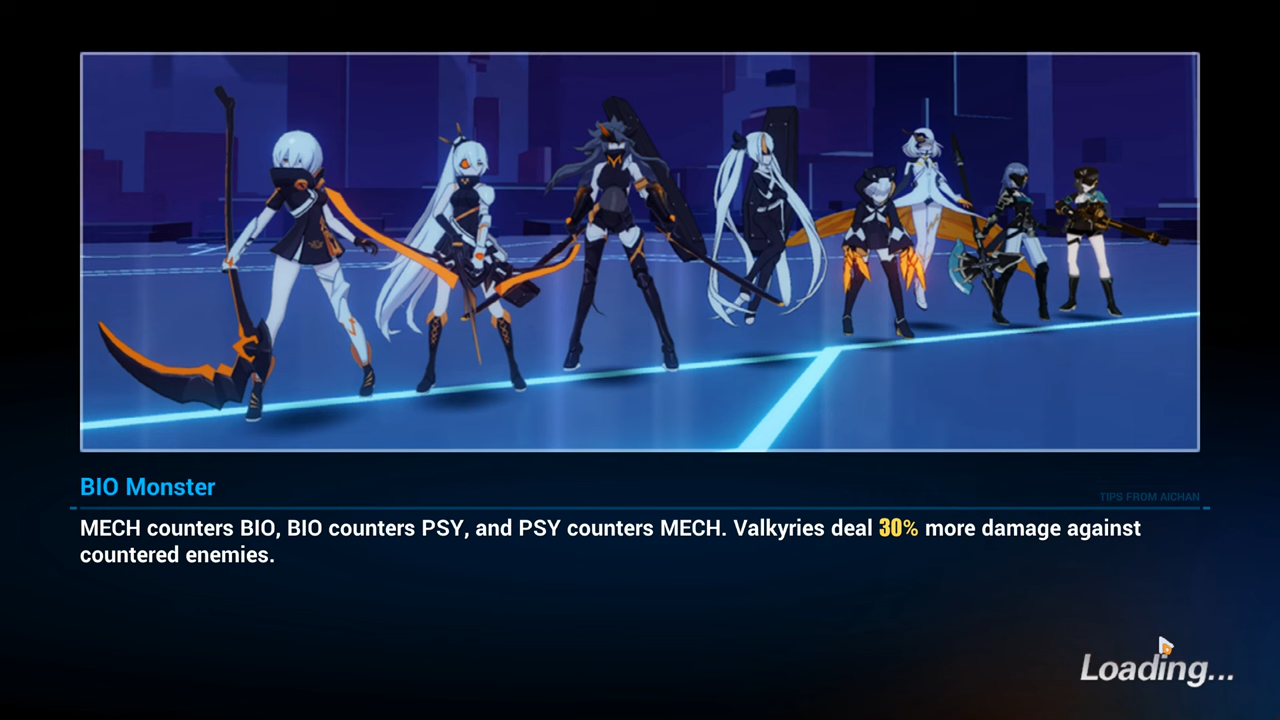 BIO Monster
TIPS FROM AICHAN
MECH counters BIO, BIO counters PSY, and PSY counters MECH. Valkyries deal 30% more damage against
countered enemies.
Loading...